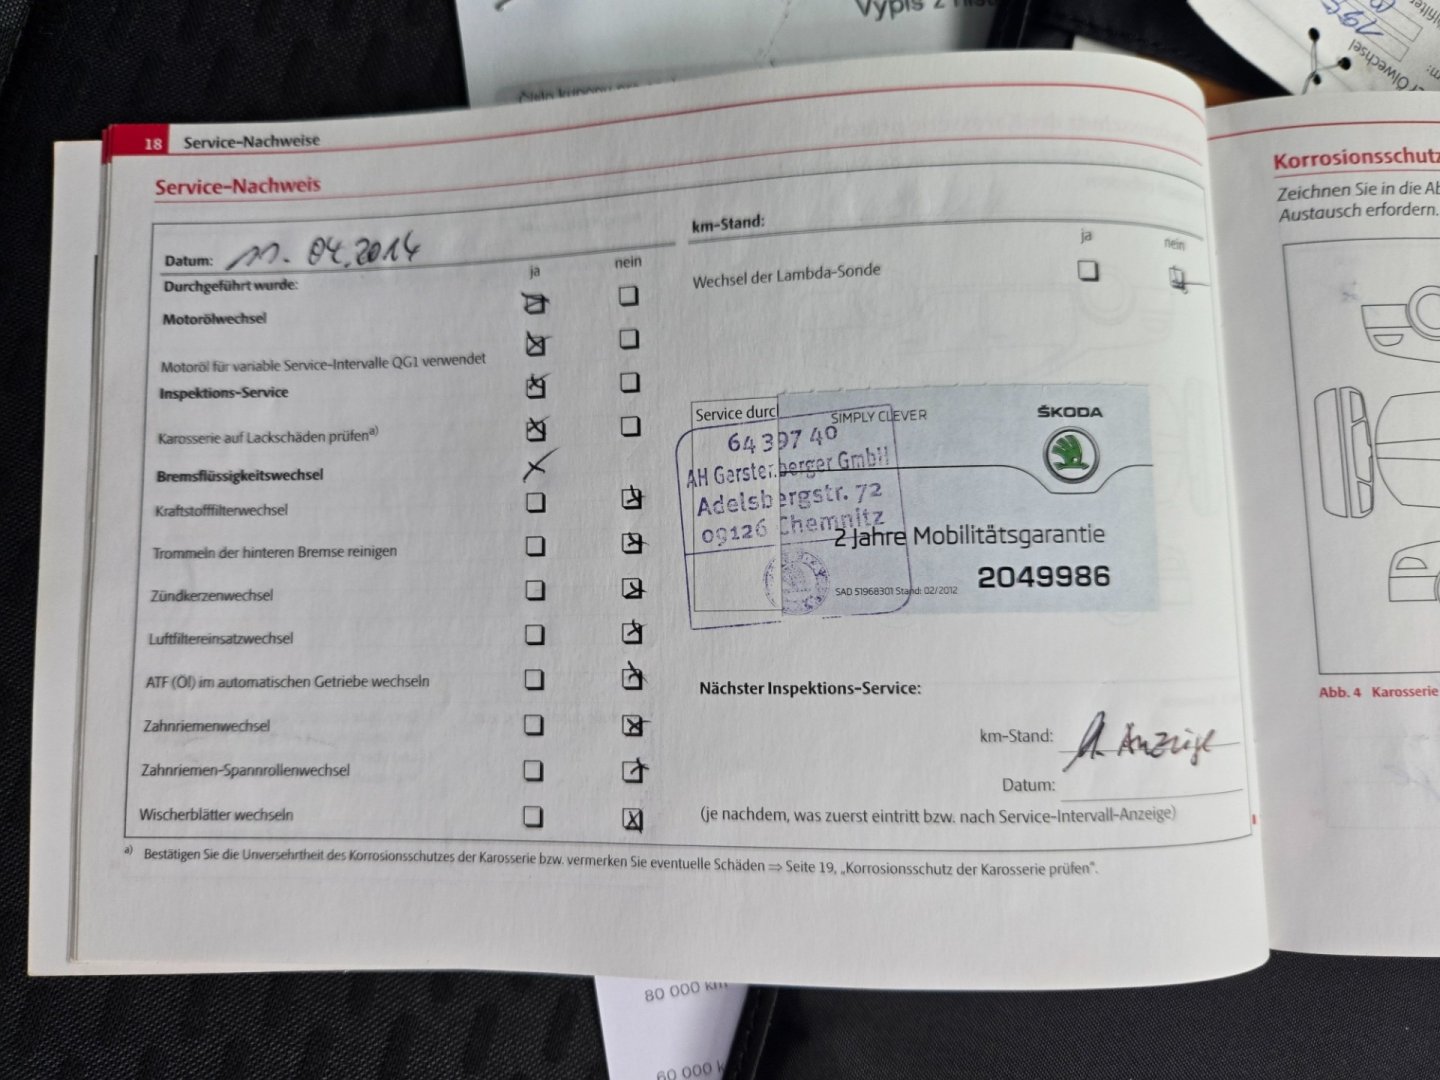 Vypis z
18 Service-Nachweise
Service-Nachweis
Datum: 11.04.2014
km-Stand:
Durchgeführt wurde: ja nein
ja nein
Motorölwechsel
Wechsel der Lambda-Sonde
Motoröl für variable Service-Intervalle QG1 verwendet
Inspektions-Service
Karosserie auf Lackschäden prüfen a)
Bremsflüssigkeitswechsel
Kraftstofffilterwechsel
Trommeln der hinteren Bremse reinigen
Zündkerzenwechsel
Luftfiltereinsatzwechsel
ATF (Öl) im automatischen Getriebe wechseln
Zahnriemenwechsel
Zahnriemen-Spannrollenwechsel
Wischerblätter wechseln
Service durc
SIMPLY CLEVER
ŠKODA
64 397 40
AH Gerstenberger GmbH
Adelsbergstr. 72
09126 Chemnitz
2 Jahre Mobilitätsgarantie
2049986
SAD 51968301 Stand: 02/2012
Nächster Inspektions-Service:
km-Stand: Anzeige
Datum:
(je nachdem, was zuerst eintritt bzw. nach Service-Intervall-Anzeige)
a) Bestätigen Sie die Unversehrtheit des Korrosionsschutzes der Karosserie bzw. vermerken Sie eventuelle Schäden ⇒ Seite 19, „Korrosionsschutz der Karosserie prüfen".
Korrosionsschutz
Zeichnen Sie in die Ab
Austausch erfordern.
Abb. 4 Karosserie
Ölwechsel
80 000 km
60 000 k